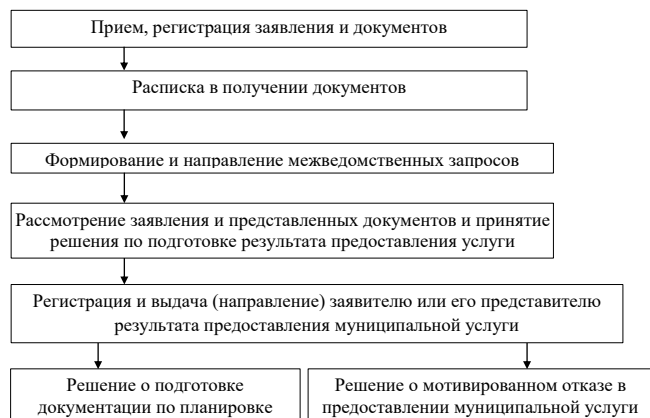 Прием, регистрация заявления и документов
Расписка в получении документов
Формирование и направление межведомственных запросов
Рассмотрение заявления и представленных документов и принятие
решения по подготовке результата предоставления услуги
Регистрация и выдача (направление) заявителю или его представителю
результата предоставления муниципальной услуги
Решение о подготовке
документации по планировке
Решение о мотивированном отказе в
предоставлении муниципальной услуги